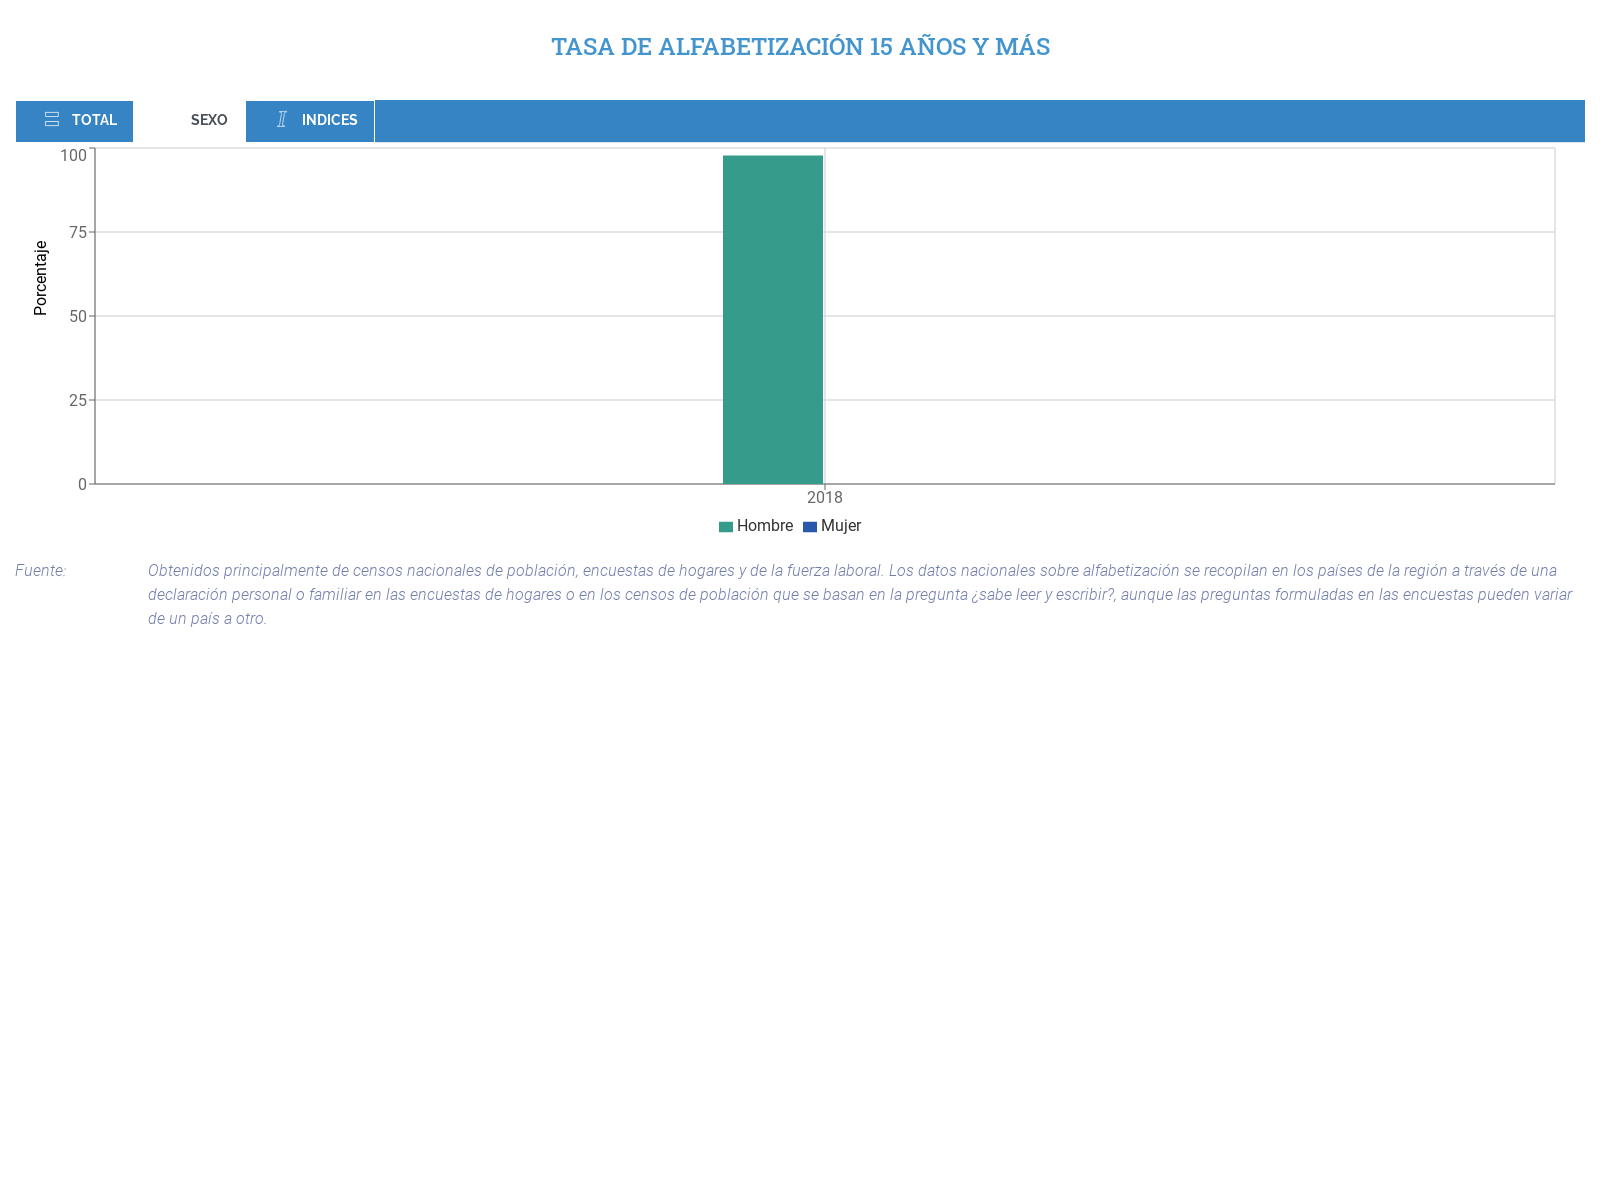 TASA DE ALFABETIZACIÓN 15 AÑOS Y MÁS
TOTAL SEXO INDICES
100
75
50
25
0
Porcentaje
2018
Hombre Mujer
Fuente: Obtenidos principalmente de censos nacionales de población, encuestas de hogares y de la fuerza laboral. Los datos nacionales sobre alfabetización se recopilan en los países de la región a través de una
declaración personal o familiar en las encuestas de hogares o en los censos de población que se basan en la pregunta ¿sabe leer y escribir?, aunque las preguntas formuladas en las encuestas pueden variar
de un país a otro.